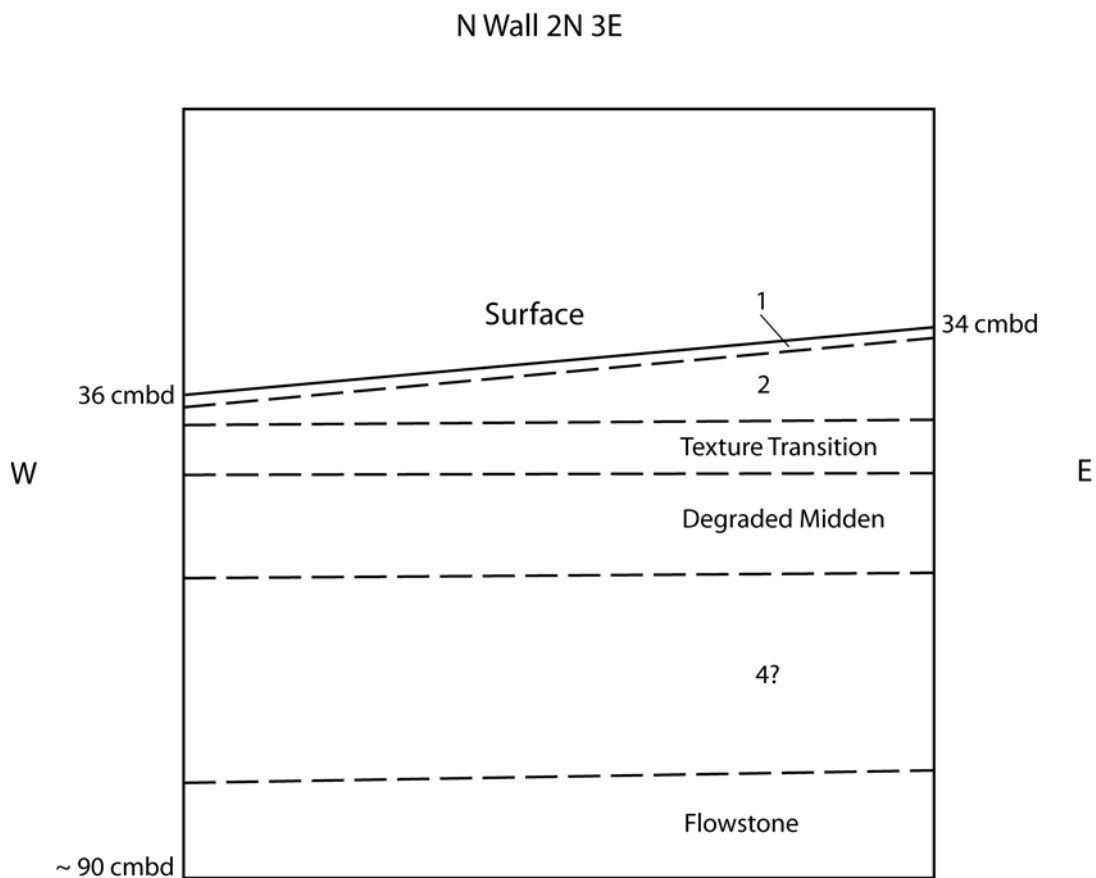 N Wall 2N 3E
1
Surface
34 cmbd
36 cmbd
2
Texture Transition
W
E
Degraded Midden
4?
Flowstone
~ 90 cmbd